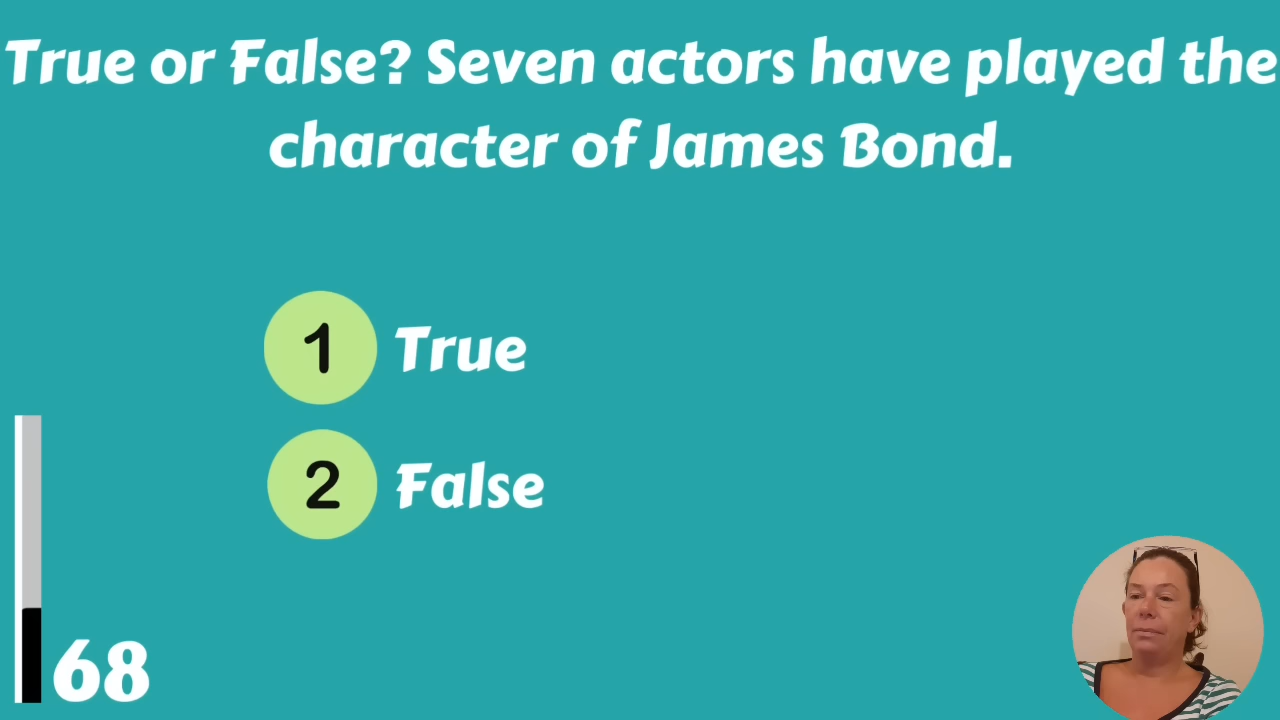 True or False? Seven actors have played the
character of James Bond.
1 True
2 False
68